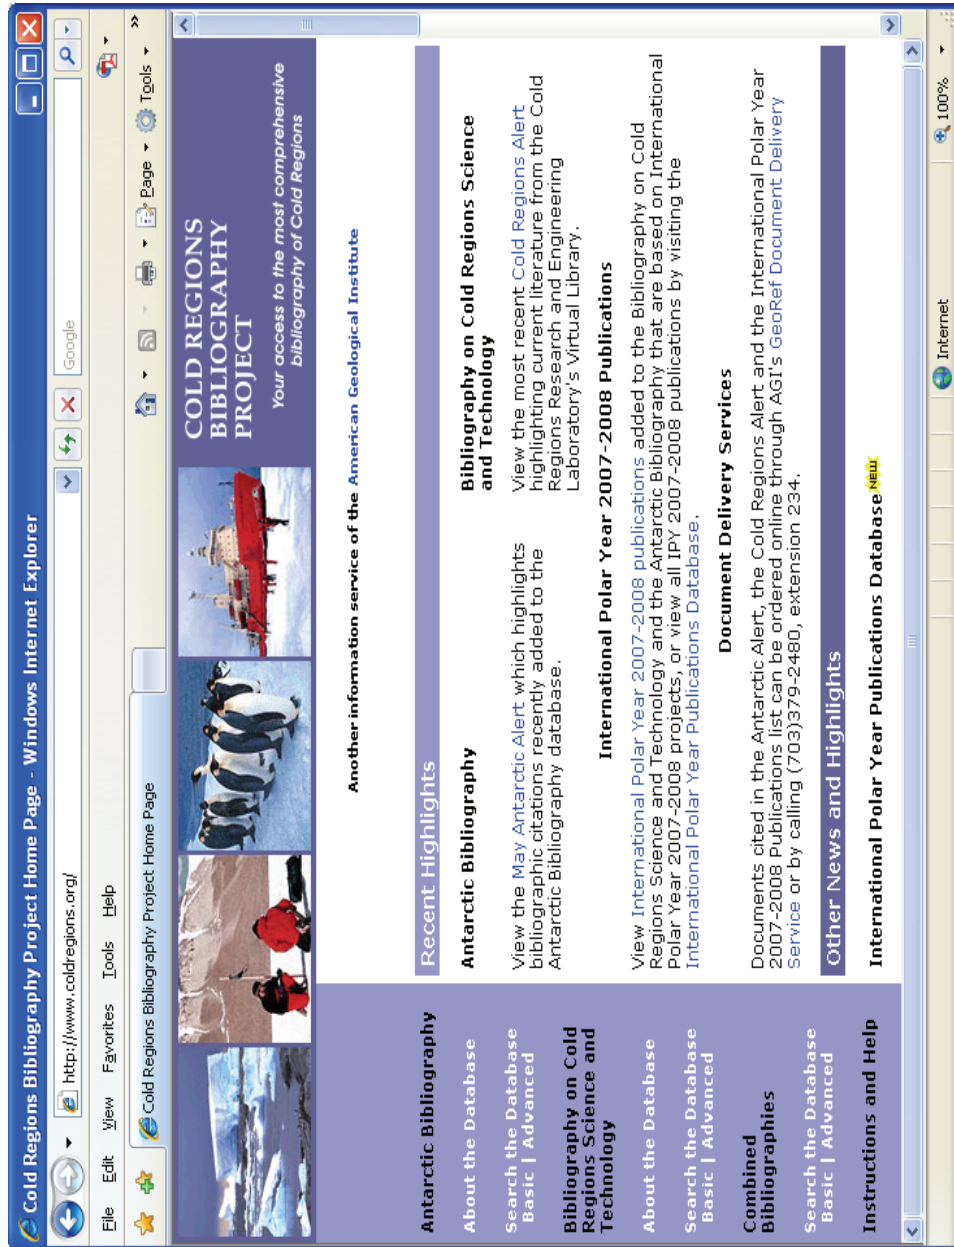 Cold Regions Bibliography Project Home Page - Windows Internet Explorer
http://www.coldregions.org/
Google
File Edit View Favorites Tools Help
Cold Regions Bibliography Project Home Page
Page Tools »
COLD REGIONS
BIBLIOGRAPHY
PROJECT
Your access to the most comprehensive
bibliography of Cold Regions
Another information service of the American Geological Institute
Antarctic Bibliography
About the Database
Search the Database
Basic | Advanced
Bibliography on Cold
Regions Science and
Technology
About the Database
Search the Database
Basic | Advanced
Combined
Bibliographies
Search the Database
Basic | Advanced
Instructions and Help
Recent Highlights
Antarctic Bibliography
View the May Antarctic Alert which highlights
bibliographic citations recently added to the
Antarctic Bibliography database.
Bibliography on Cold Regions Science
and Technology
View the most recent Cold Regions Alert
highlighting current literature from the Cold
Regions Research and Engineering
Laboratory's Virtual Library.
International Polar Year 2007-2008 Publications
View International Polar Year 2007-2008 publications added to the Bibliography on Cold
Regions Science and Technology and the Antarctic Bibliography that are based on International
Polar Year 2007-2008 projects, or view all IPY 2007-2008 publications by visiting the
International Polar Year Publications Database.
Document Delivery Services
Documents cited in the Antarctic Alert, the Cold Regions Alert and the International Polar Year
2007-2008 Publications list can be ordered online through AGI's GeoRef Document Delivery
Service or by calling (703)379-2480, extension 234.
Other News and Highlights
International Polar Year Publications Database NEW!
Internet
100%